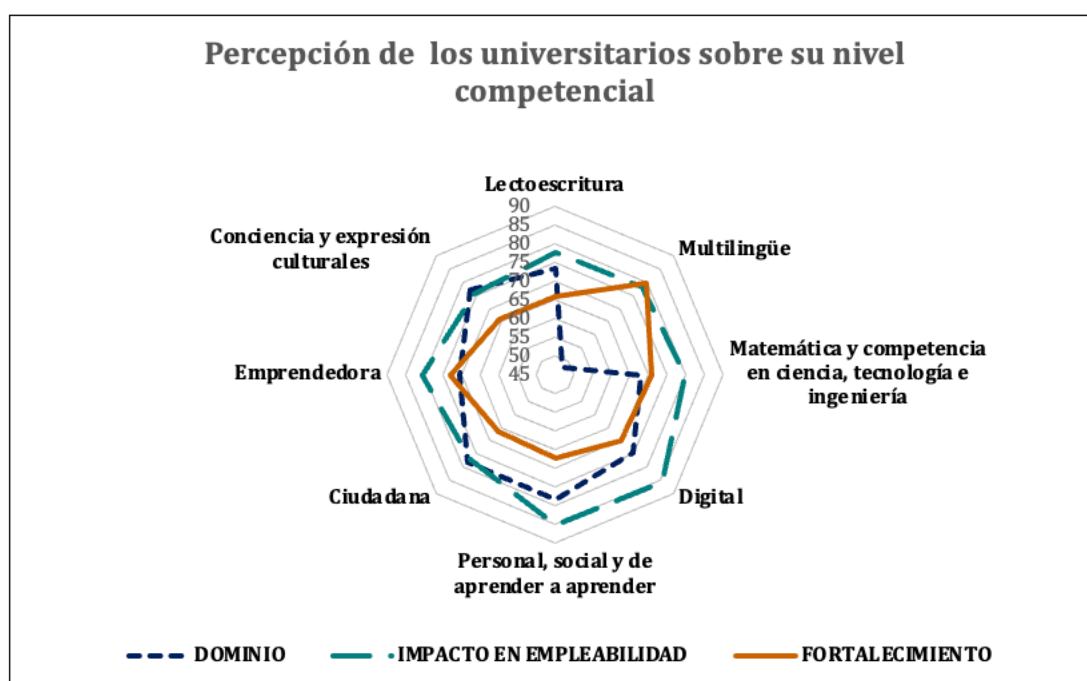 Percepción de los universitarios sobre su nivel
competencial
Lectoescritura
90
85
80
75
70
65
60
55
50
45
Conciencia y expresión
culturales
Multilingüe
Emprendedora
Matemática y competencia
en ciencia, tecnología e
ingeniería
Ciudadana
Digital
Personal, social y de
aprender a aprender
DOMINIO
IMPACTO EN EMPLEABILIDAD
FORTALECIMIENTO